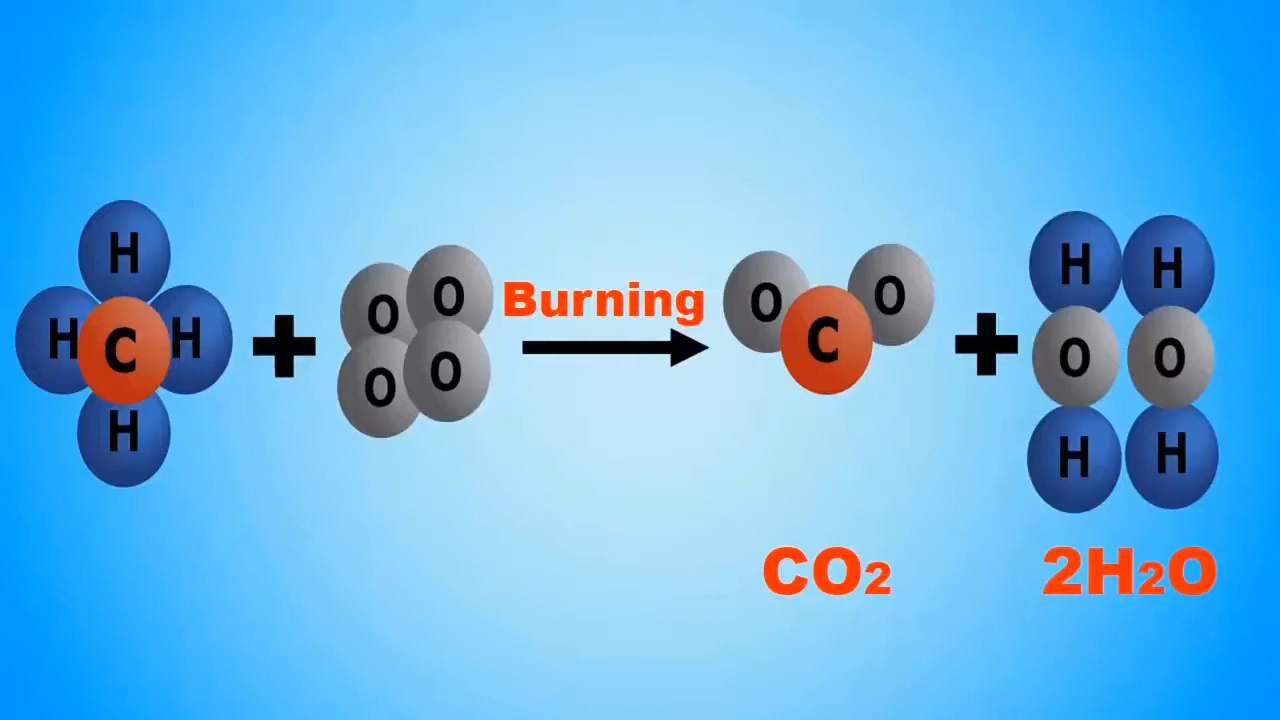 H
H C H
H
+
O O
O O
Burning
O C O
+
H H
O O
H H
CO₂
2H₂O